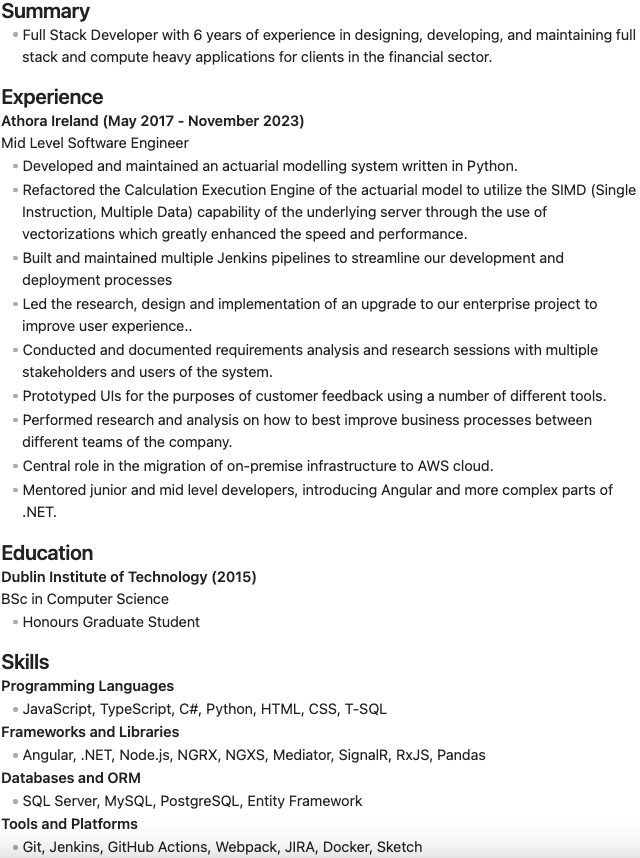 Summary
• Full Stack Developer with 6 years of experience in designing, developing, and maintaining full
stack and compute heavy applications for clients in the financial sector.
Experience
Athora Ireland (May 2017 - November 2023)
Mid Level Software Engineer
• Developed and maintained an actuarial modelling system written in Python.
• Refactored the Calculation Execution Engine of the actuarial model to utilize the SIMD (Single
Instruction, Multiple Data) capability of the underlying server through the use of
vectorizations which greatly enhanced the speed and performance.
• Built and maintained multiple Jenkins pipelines to streamline our development and
deployment processes
• Led the research, design and implementation of an upgrade to our enterprise project to
improve user experience..
• Conducted and documented requirements analysis and research sessions with multiple
stakeholders and users of the system.
• Prototyped UIs for the purposes of customer feedback using a number of different tools.
• Performed research and analysis on how to best improve business processes between
different teams of the company.
• Central role in the migration of on-premise infrastructure to AWS cloud.
• Mentored junior and mid level developers, introducing Angular and more complex parts of
.NET.
Education
Dublin Institute of Technology (2015)
BSc in Computer Science
• Honours Graduate Student
Skills
Programming Languages
• JavaScript, TypeScript, C#, Python, HTML, CSS, T-SQL
Frameworks and Libraries
• Angular, .NET, Node.js, NGRX, NGXS, Mediator, SignalR, RxJS, Pandas
Databases and ORM
• SQL Server, MySQL, PostgreSQL, Entity Framework
Tools and Platforms
• Git, Jenkins, GitHub Actions, Webpack, JIRA, Docker, Sketch